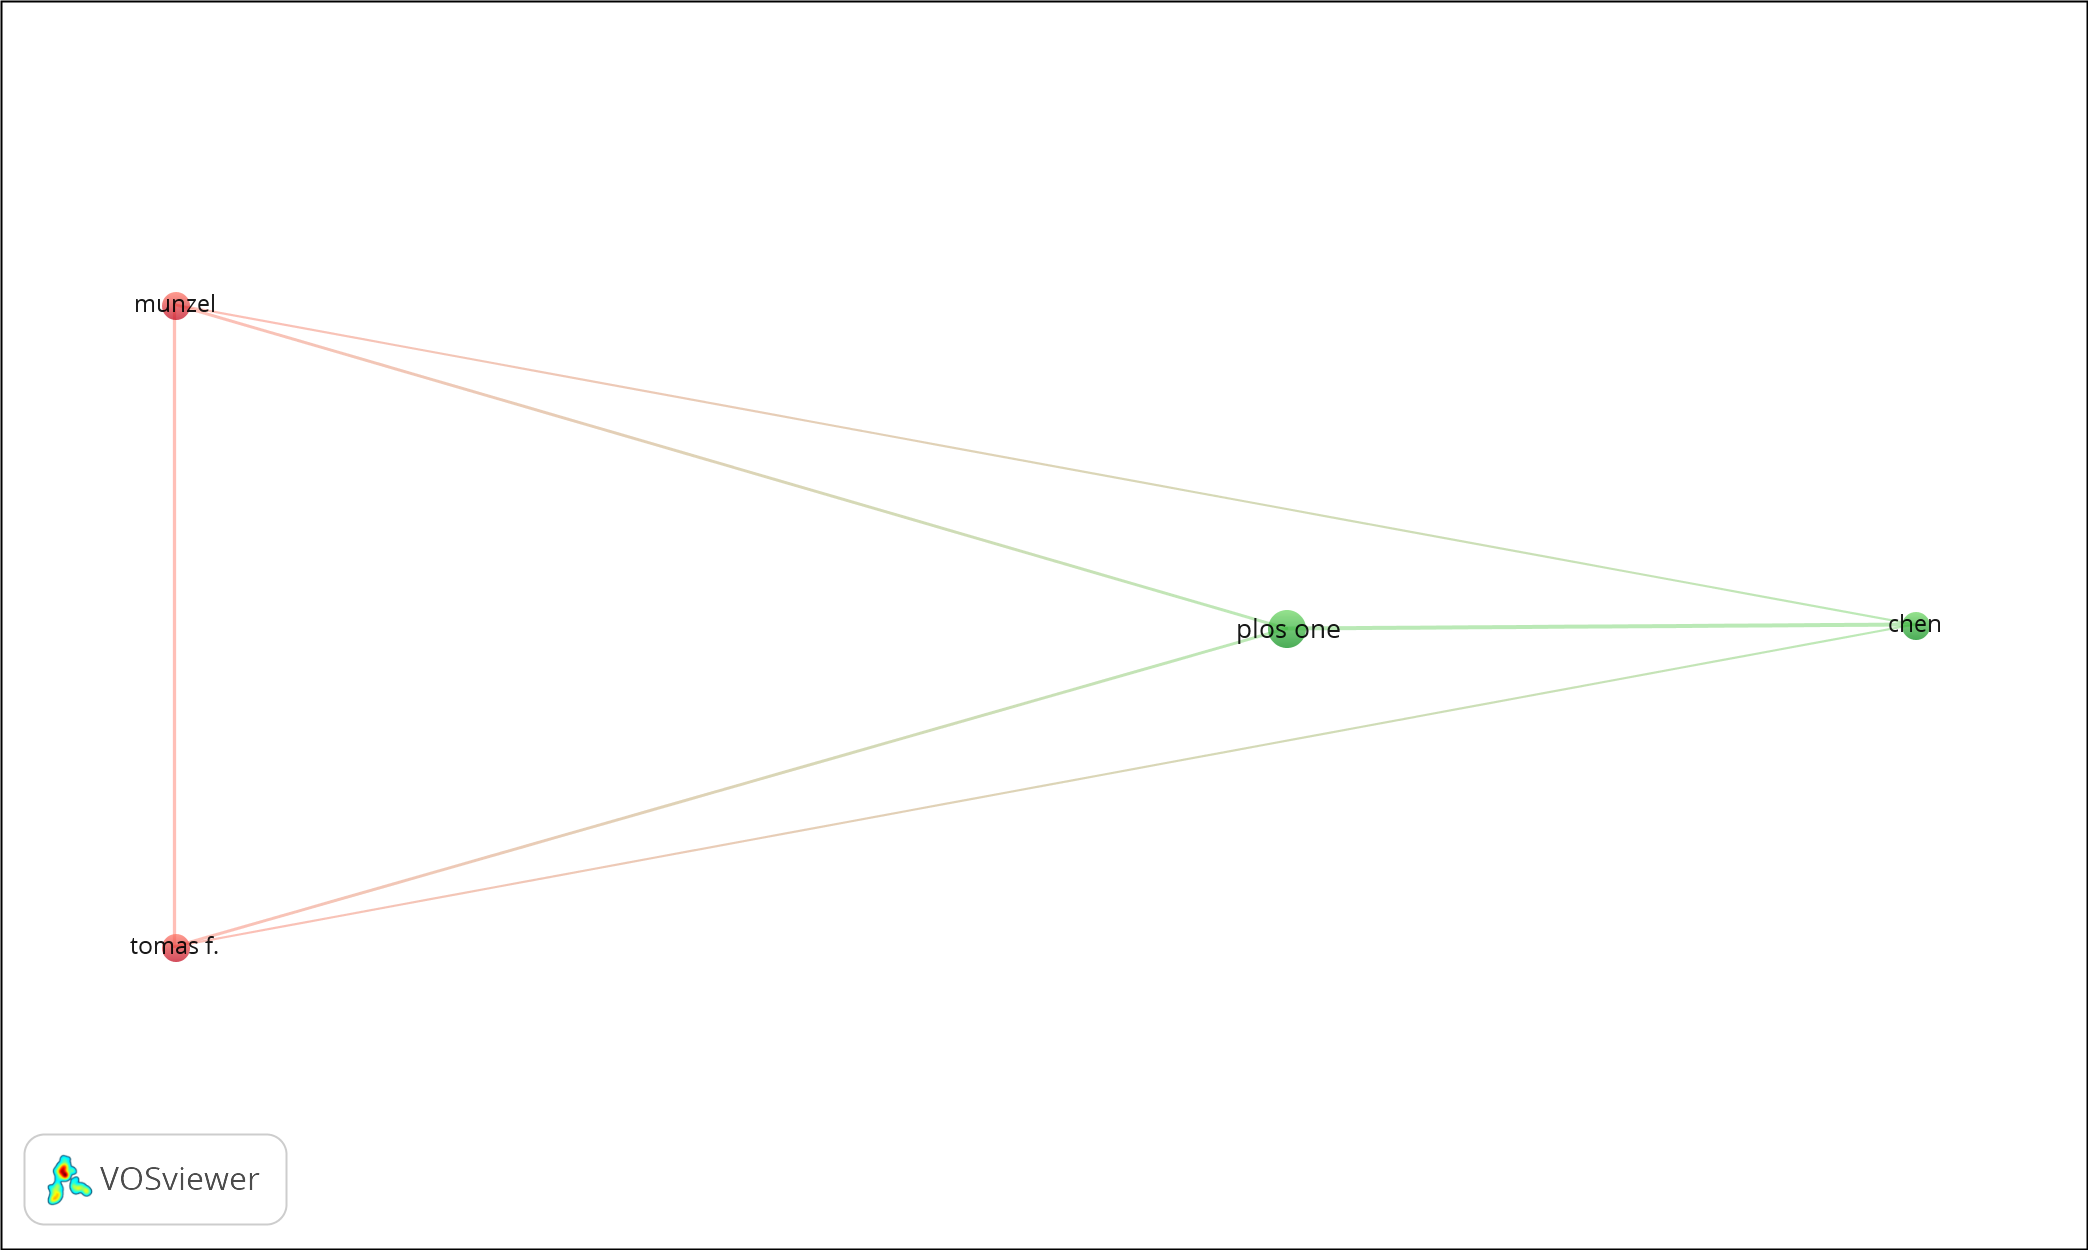 munzel
plos one
chen
tomas f.
VOSviewer